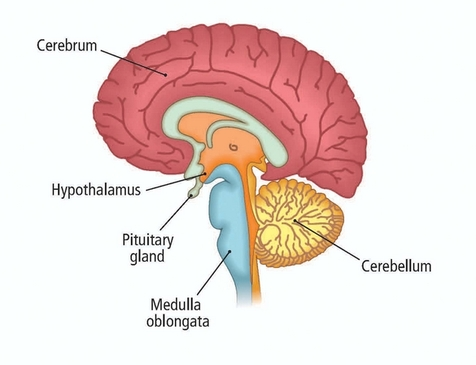 Cerebrum
Hypothalamus
Pituitary
gland
Medulla
oblongata
Cerebellum